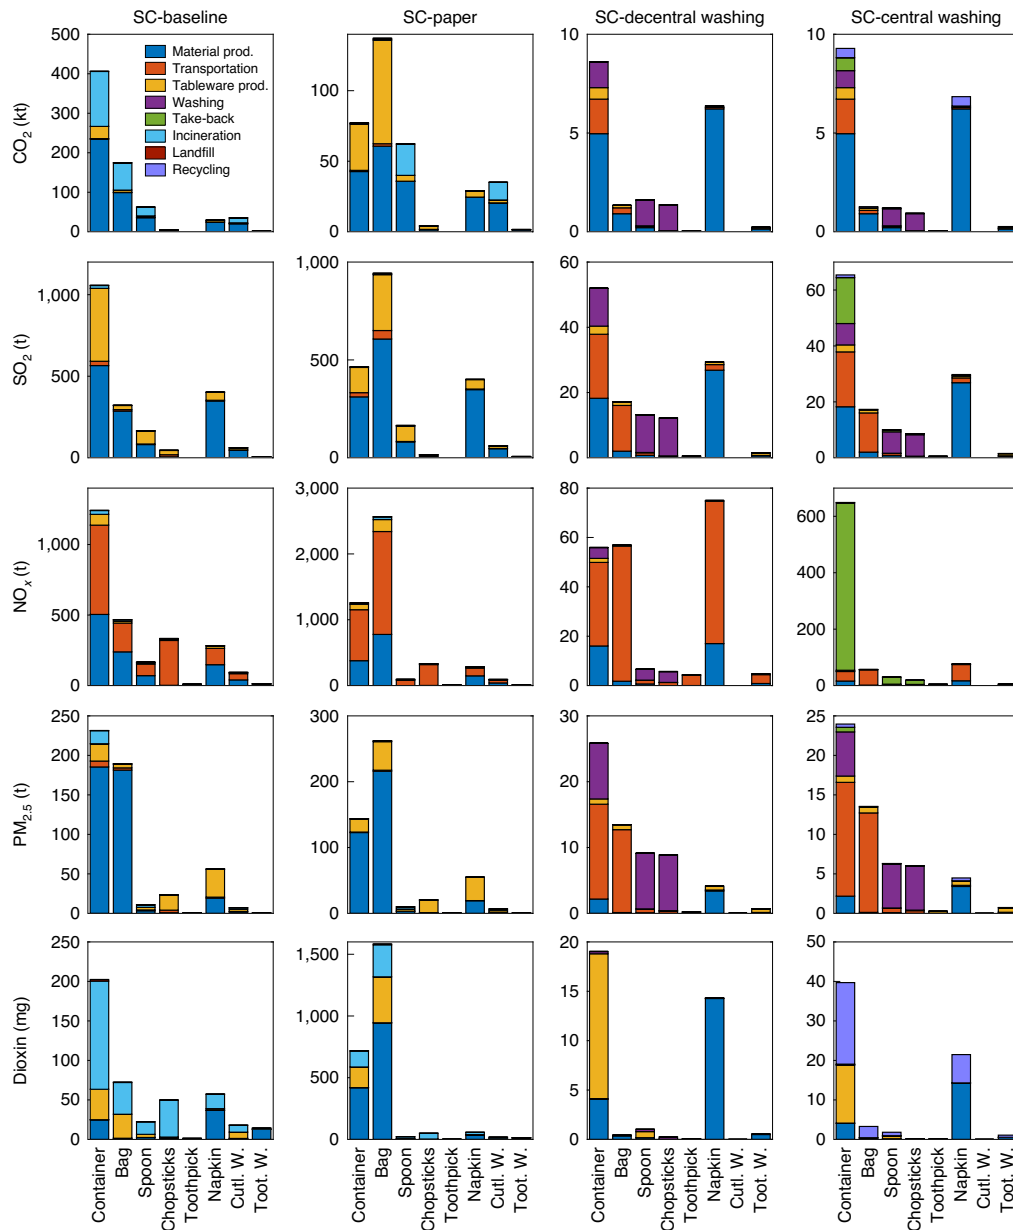 SC-baseline SC-paper SC-decentral washing SC-central washing
CO2 (kt)
500
400
300
200
100
0
Material prod.
Transportation
Tableware prod.
Washing
Take-back
Incineration
Landfill
Recycling
100
50
0
10
5
0
10
5
0
SO2 (t)
1,000
500
0
1,000
500
0
60
40
20
0
60
40
20
0
NOx (t)
1,000
500
0
3,000
2,000
1,000
0
80
60
40
20
0
600
400
200
0
PM2.5 (t)
250
200
150
100
50
0
300
200
100
0
30
20
10
0
25
20
15
10
5
0
Dioxin (mg)
250
200
150
100
50
0
1,500
1,000
500
0
20
15
10
5
0
50
40
30
20
10
0
Container
Bag
Spoon
Chopsticks
Toothpick
Napkin
Cutl. W.
Toot. W.
Container
Bag
Spoon
Chopsticks
Toothpick
Napkin
Cutl. W.
Toot. W.
Container
Bag
Spoon
Chopsticks
Toothpick
Napkin
Cutl. W.
Toot. W.
Container
Bag
Spoon
Chopsticks
Toothpick
Napkin
Cutl. W.
Toot. W.